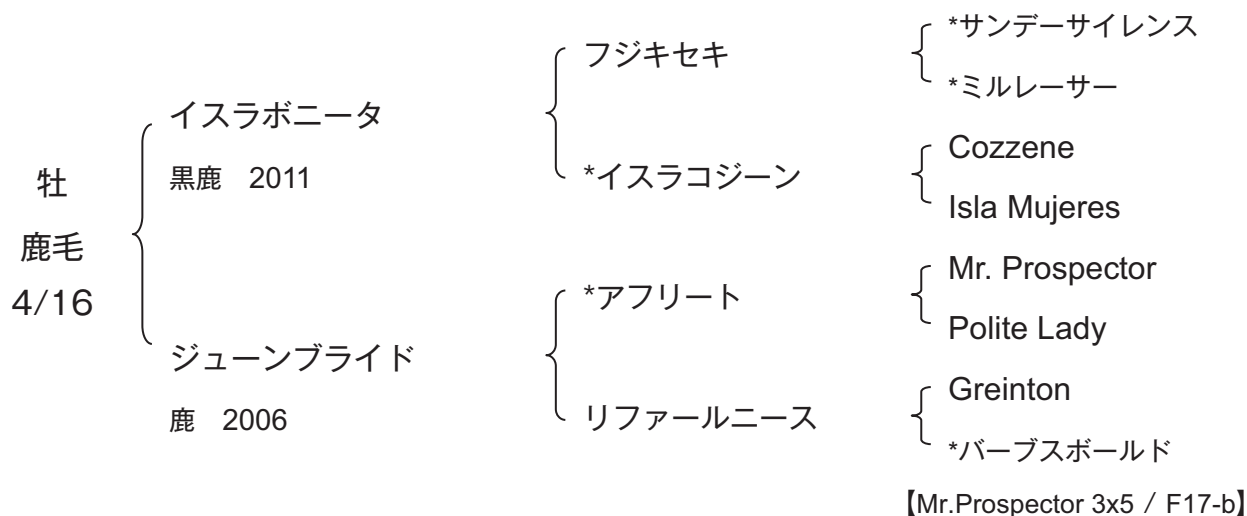 牡
鹿毛
4/16
イスラボニータ
黒鹿 2011
ジューンブライド
鹿 2006
フジキセキ
*イスラコジーン
*アフリート
リファールニース
*サンデーサイレンス
*ミルレーサー
Cozzene
Isla Mujeres
Mr. Prospector
Polite Lady
Greinton
*バーブスボールド
【Mr.Prospector 3x5 / F17-b】